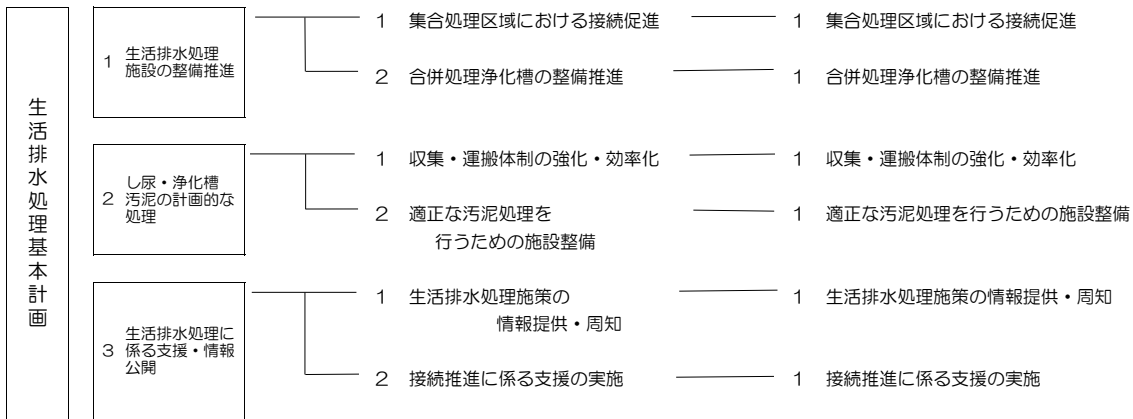 生活排水処理基本計画
1 生活排水処理
施設の整備推進
1 集合処理区域における接続促進
1 集合処理区域における接続促進
2 合併処理浄化槽の整備推進
1 合併処理浄化槽の整備推進
2 し尿・浄化槽
汚泥の計画的な
処理
1 収集・運搬体制の強化・効率化
1 収集・運搬体制の強化・効率化
2 適正な汚泥処理を
行うための施設整備
1 適正な汚泥処理を行うための施設整備
3 生活排水処理に
係る支援・情報
公開
1 生活排水処理施策の
情報提供・周知
1 生活排水処理施策の情報提供・周知
2 接続推進に係る支援の実施
1 接続推進に係る支援の実施